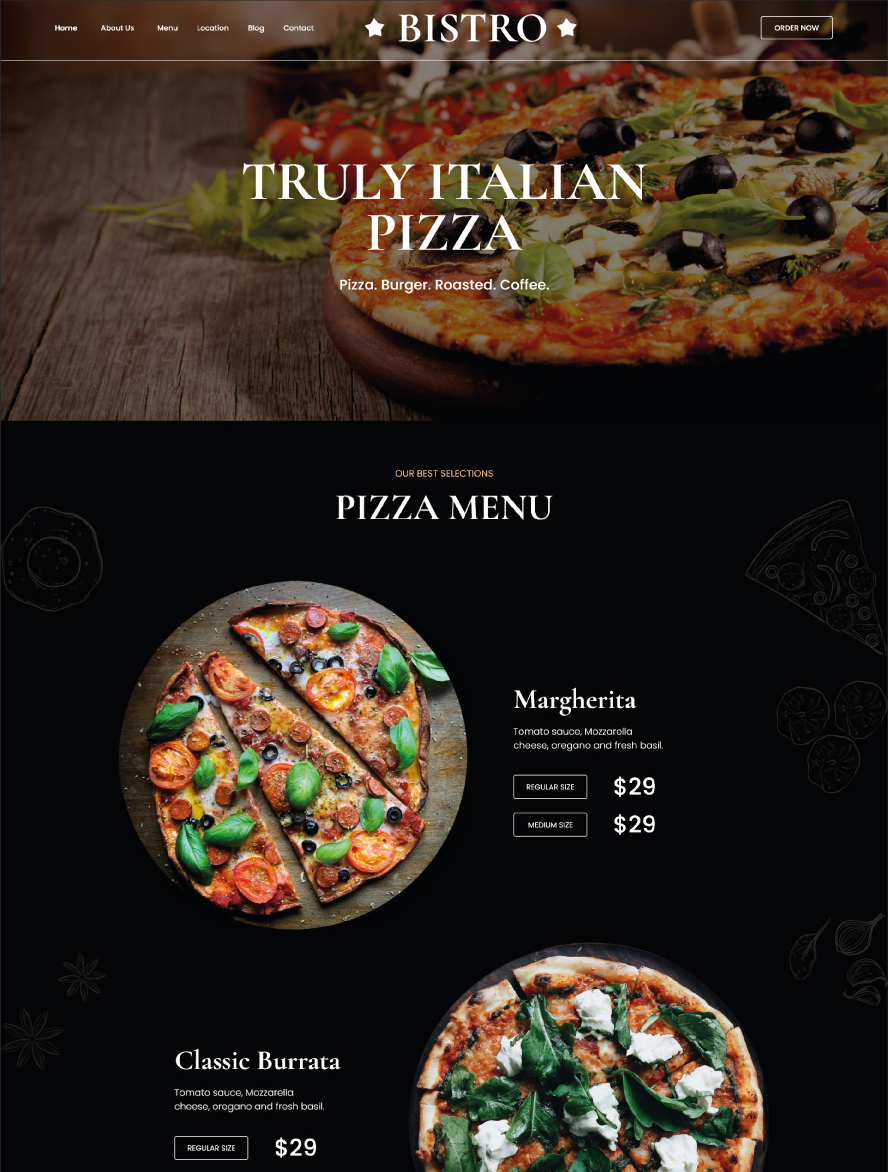 Home About Us Menu Location Blog Contact BISTRO ORDER NOW
TRULY ITALIAN
PIZZA
Pizza. Burger. Roasted. Coffee.
OUR BEST SELECTIONS
PIZZA MENU
Margherita
Tomato sauce, Mozzarella
cheese, oregano and fresh basil.
REGULAR SIZE $29
MEDIUM SIZE $29
Classic Burrata
Tomato sauce, Mozzarella
cheese, oregano and fresh basil.
REGULAR SIZE $29